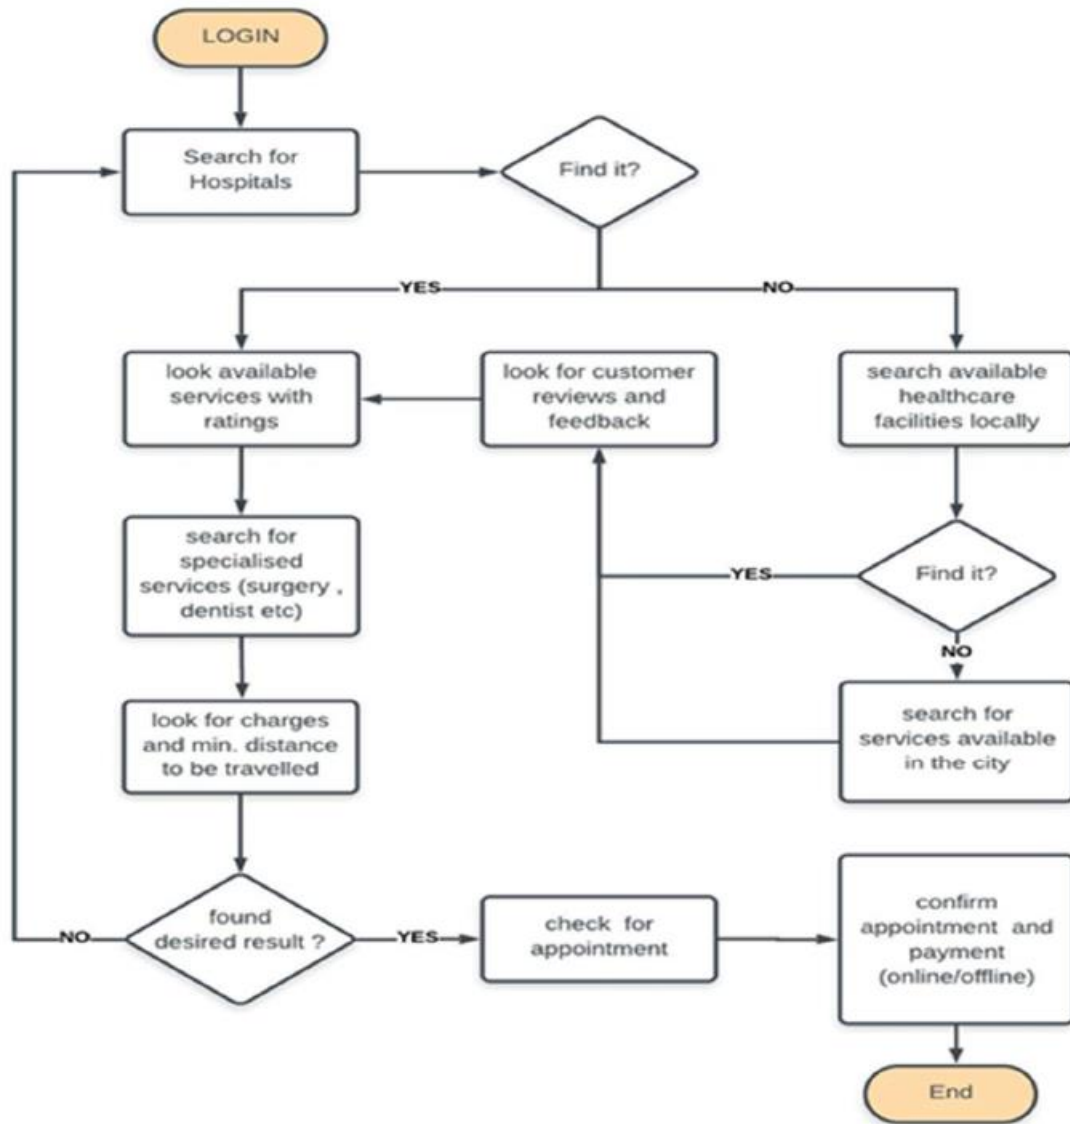 LOGIN
Search for
Hospitals
Find it?
YES
NO
look available
services with
ratings
look for customer
reviews and
feedback
search available
healthcare
facilities locally
search for
specialised
services (surgery ,
dentist etc)
YES
Find it?
NO
look for charges
and min. distance
to be travelled
search for
services available
in the city
NO
found
desired result ?
YES
check for
appointment
confirm
appointment and
payment
(online/offline)
End